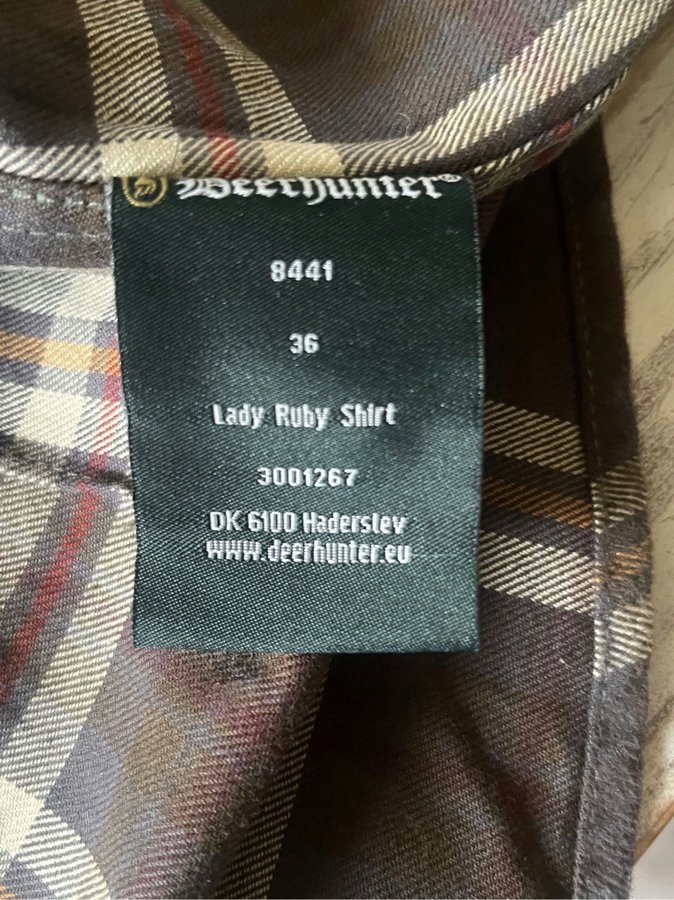 Deerhunter®
8441
36
Lady Ruby Shirt
3001267
DK 6100 Haderslev
www.deerhunter.eu